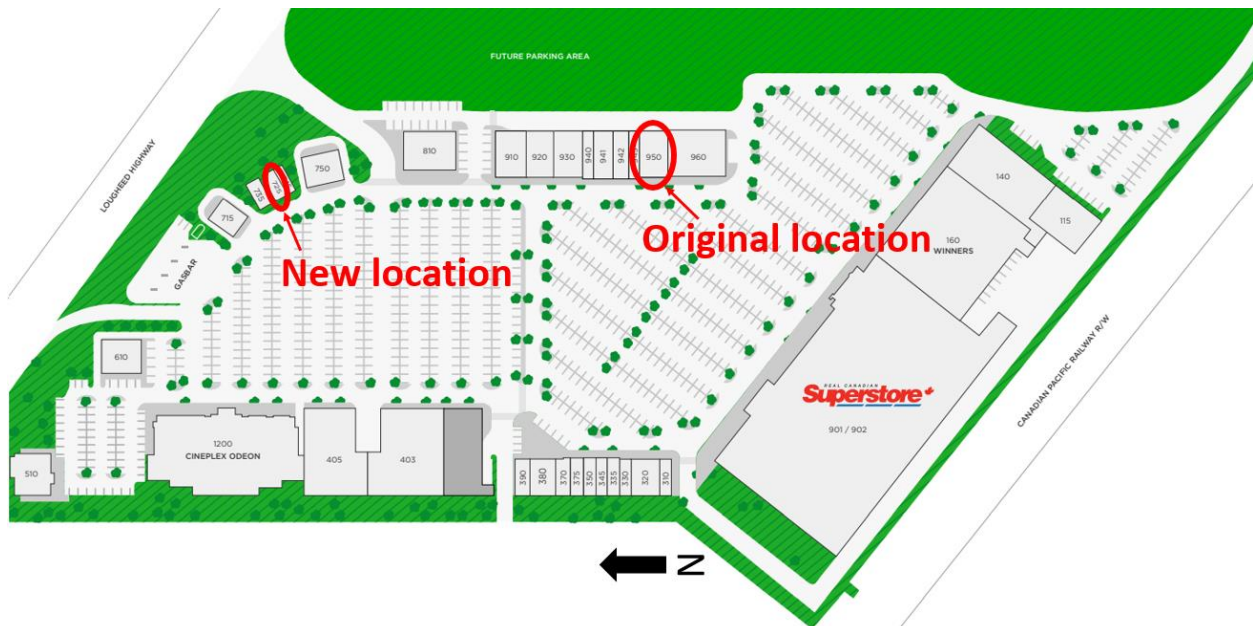 FUTURE PARKING AREA
LOUGHEED HIGHWAY
810
910
920
930
940
941
942
950
960
750
725
735
715
GASBAR
New location
Original location
140
115
160
WINNERS
610
REAL CANADIAN
Superstore
901 / 902
CANADIAN PACIFIC RAILWAY R/W
1200
CINEPLEX ODEON
405
403
510
390
380
370
375
350
345
335
330
320
310
N